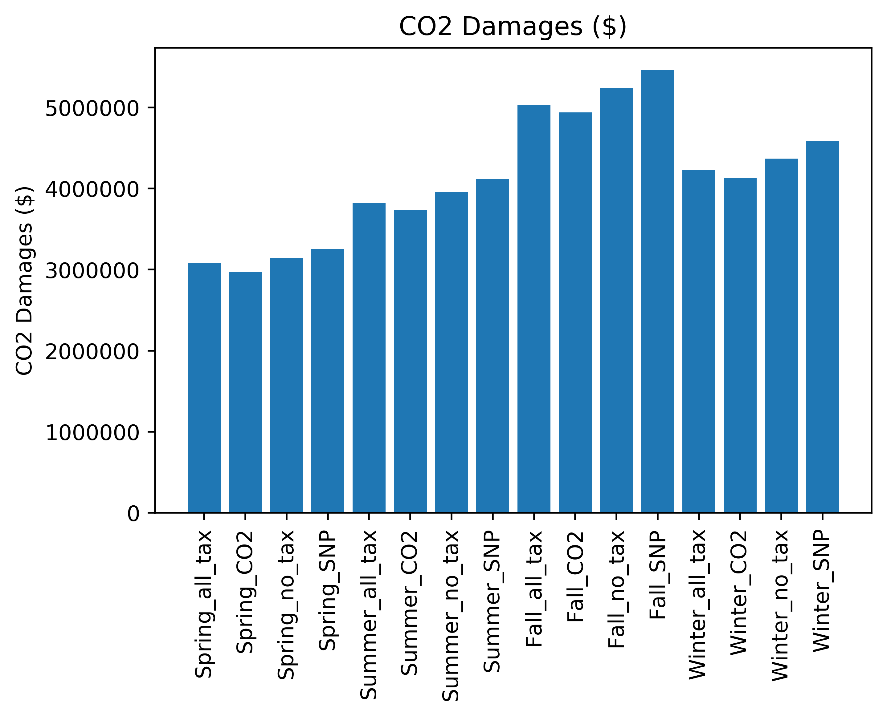 CO2 Damages ($)
CO2 Damages ($)
5000000
4000000
3000000
2000000
1000000
0
Spring_all_tax
Spring_CO2
Spring_no_tax
Spring_SNP
Summer_all_tax
Summer_CO2
Summer_no_tax
Summer_SNP
Fall_all_tax
Fall_CO2
Fall_no_tax
Fall_SNP
Winter_all_tax
Winter_CO2
Winter_no_tax
Winter_SNP